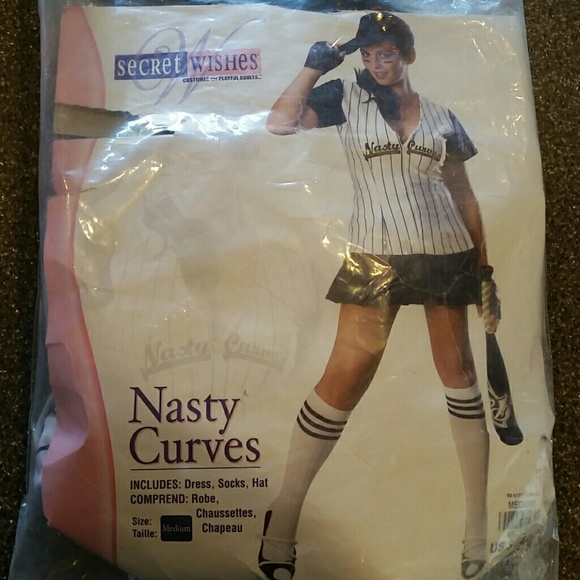 secret wishes
COSTUMES FOR PLAYFUL ADULTS...
Nasty Curves
Nasty Curves
Nasty
Curves
INCLUDES: Dress, Socks, Hat
COMPREND: Robe,
Chaussettes,
Chapeau
Size:
Taille:
Medium